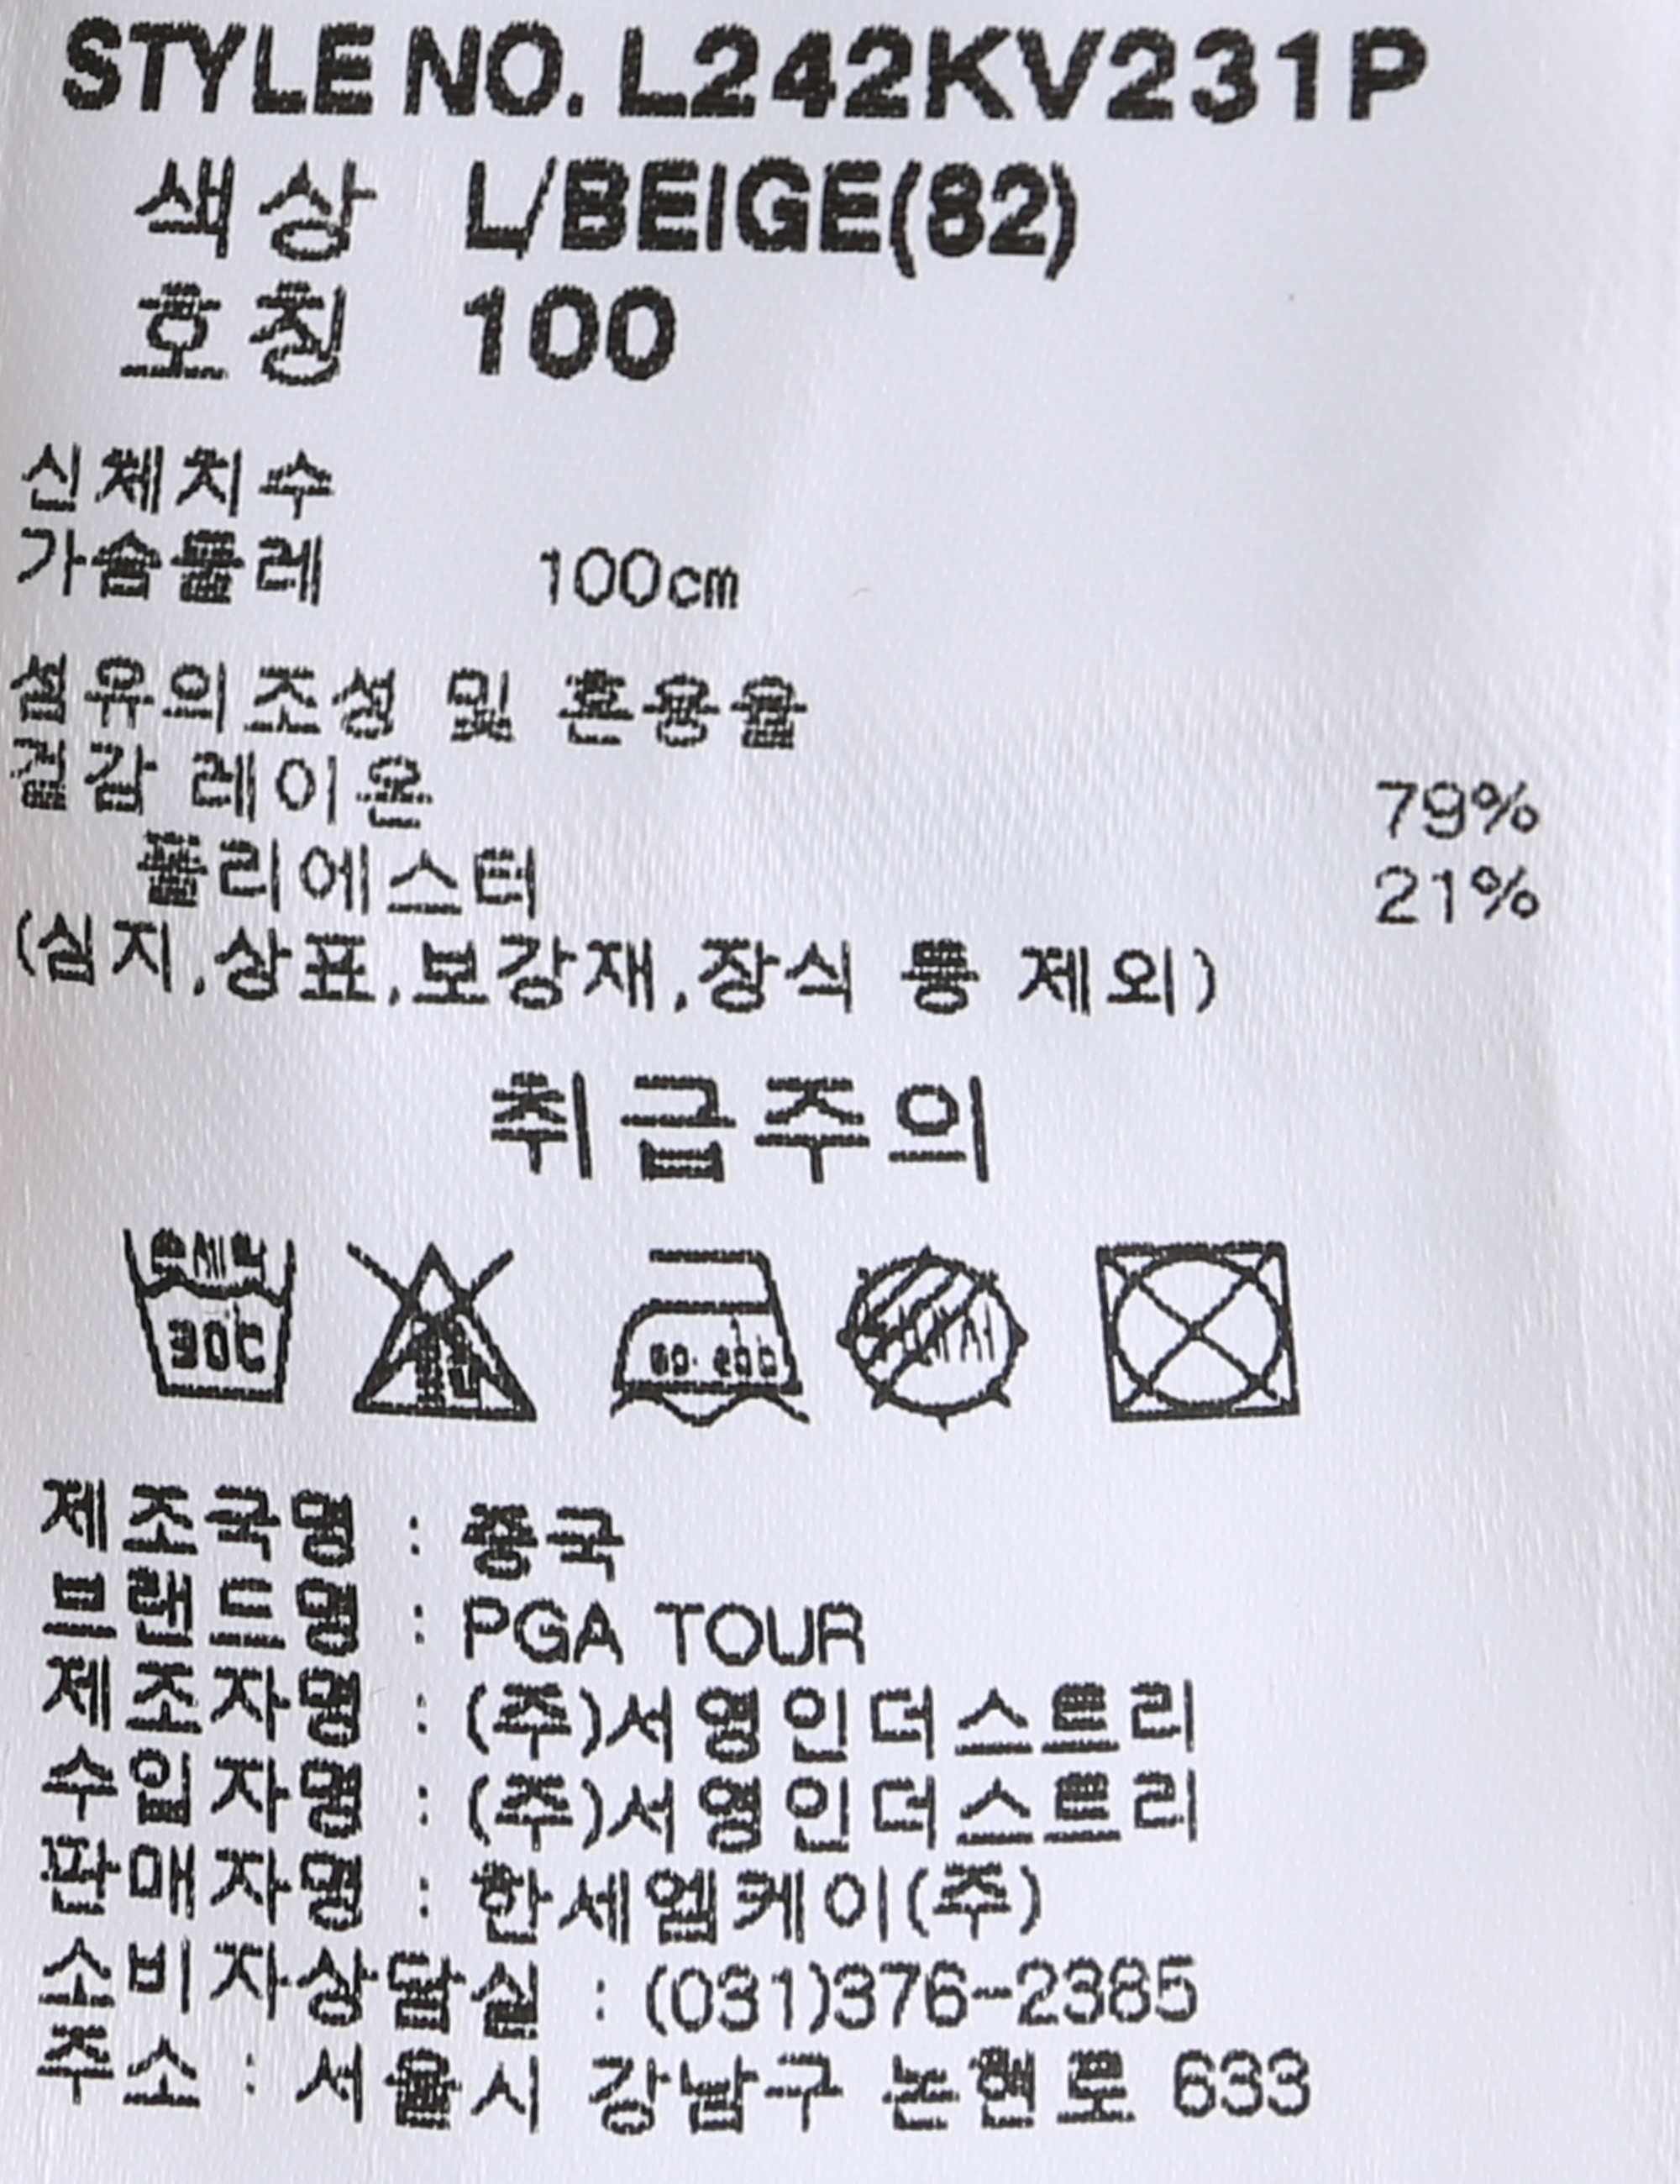 STYLE NO. L242KV231P
색상 L/BEIGE(82)
호칭 100
신체치수
가슴둘레 100cm
섬유의조성 및 혼용율
겉감 레이온 79%
폴리에스터 21%
(심지,상표,보강재,장식 등 제외)
취급주의
30C
제조국명 : 중국
브랜드명 : PGA TOUR
제조자명 : (주)서영인더스트리
수입자명 : (주)서영인더스트리
판매자명 : 한세엘케이(주)
소비자상담실 : (031)376-2385
주소 : 서울시 강남구 논현로 633